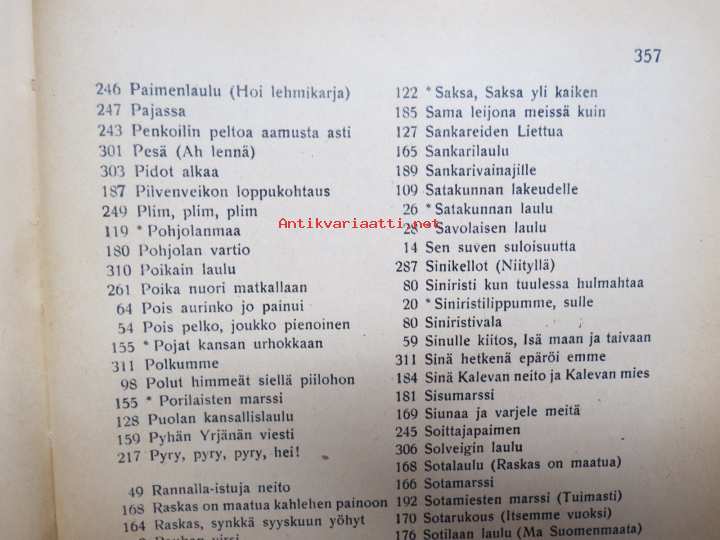 357
246 Paimenlaulu (Hoi lehmikarja)
247 Pajassa
243 Penkoilin peltoa aamusta asti
301 Pesä (Ah lennä)
303 Pidot alkaa
187 Pilvenveikon loppukohtaus
249 Plim, plim, plim
119 * Pohjolanmaa
180 Pohjolan vartio
310 Poikain laulu
261 Poika nuori matkallaan
64 Pois aurinko jo painui
54 Pois pelko, joukko pienoinen
155 * Pojat kansan urhokkaan
311 Polkumme
98 Polut himmeät siellä piilohon
155 * Porilaisten marssi
128 Puolan kansallislaulu
159 Pyhän Yrjänän viesti
217 Pyry, pyry, pyry, hei!
49 Rannalla-istuja neito
168 Raskas on maatua kahlehen painoon
164 Raskas, synkkä syyskuun yöhyt
122 * Saksa, Saksa yli kaiken
185 Sama leijona meissä kuin
127 Sankareiden Liettua
165 Sankarilaulu
189 Sankarivainajille
109 Satakunnan lakeudelle
26 * Satakunnan laulu
28 * Savolaisen laulu
14 Sen suven suloisuutta
287 Sinikellot (Niityllä)
80 Siniristi kun tuulessa hulmahtaa
20 * Siniristilippumme, sulle
80 Siniristivala
59 Sinulle kiitos, Isä maan ja taivaan
311 Sinä hetkenä epäröi emme
184 Sinä Kalevan neito ja Kalevan mies
181 Sisumarssi
169 Siunaa ja varjele meitä
245 Soittajapaimen
306 Solveigin laulu
168 Sotalaulu (Raskas on maatua)
166 Sotamarssi
192 Sotamiesten marssi (Tuimasti)
170 Sotarukous (Itsemme vuoksi)
176 Sotilaan laulu (Ma Suomenmaata)
Antikvariaatti.net